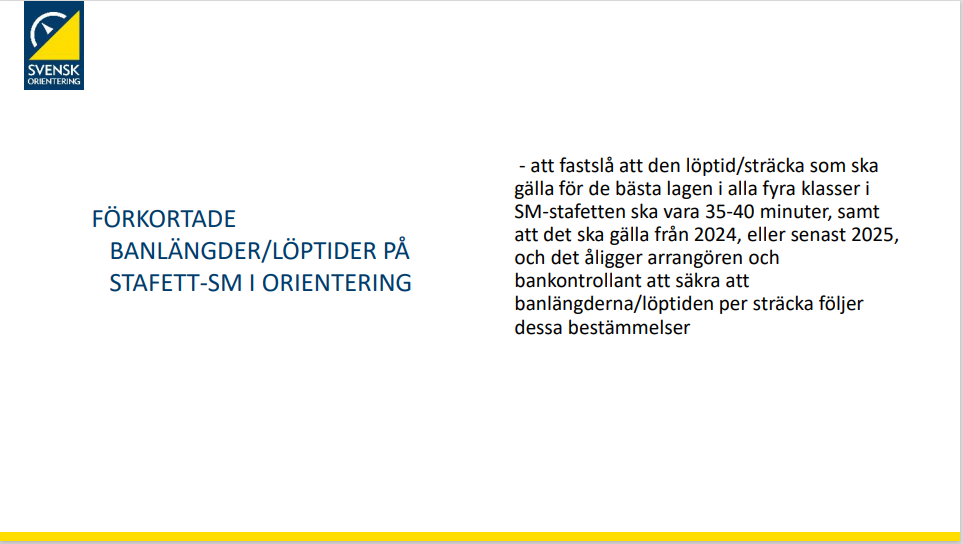 SVENSK
ORIENTERING
FÖRKORTADE
BANLÄNGDER/LÖPTIDER PÅ
STAFETT-SM I ORIENTERING
- att fastslå att den löptid/sträcka som ska
gälla för de bästa lagen i alla fyra klasser i
SM-stafetten ska vara 35-40 minuter, samt
att det ska gälla från 2024, eller senast 2025,
och det åligger arrangören och
bankontrollant att säkra att
banlängderna/löptiden per sträcka följer
dessa bestämmelser